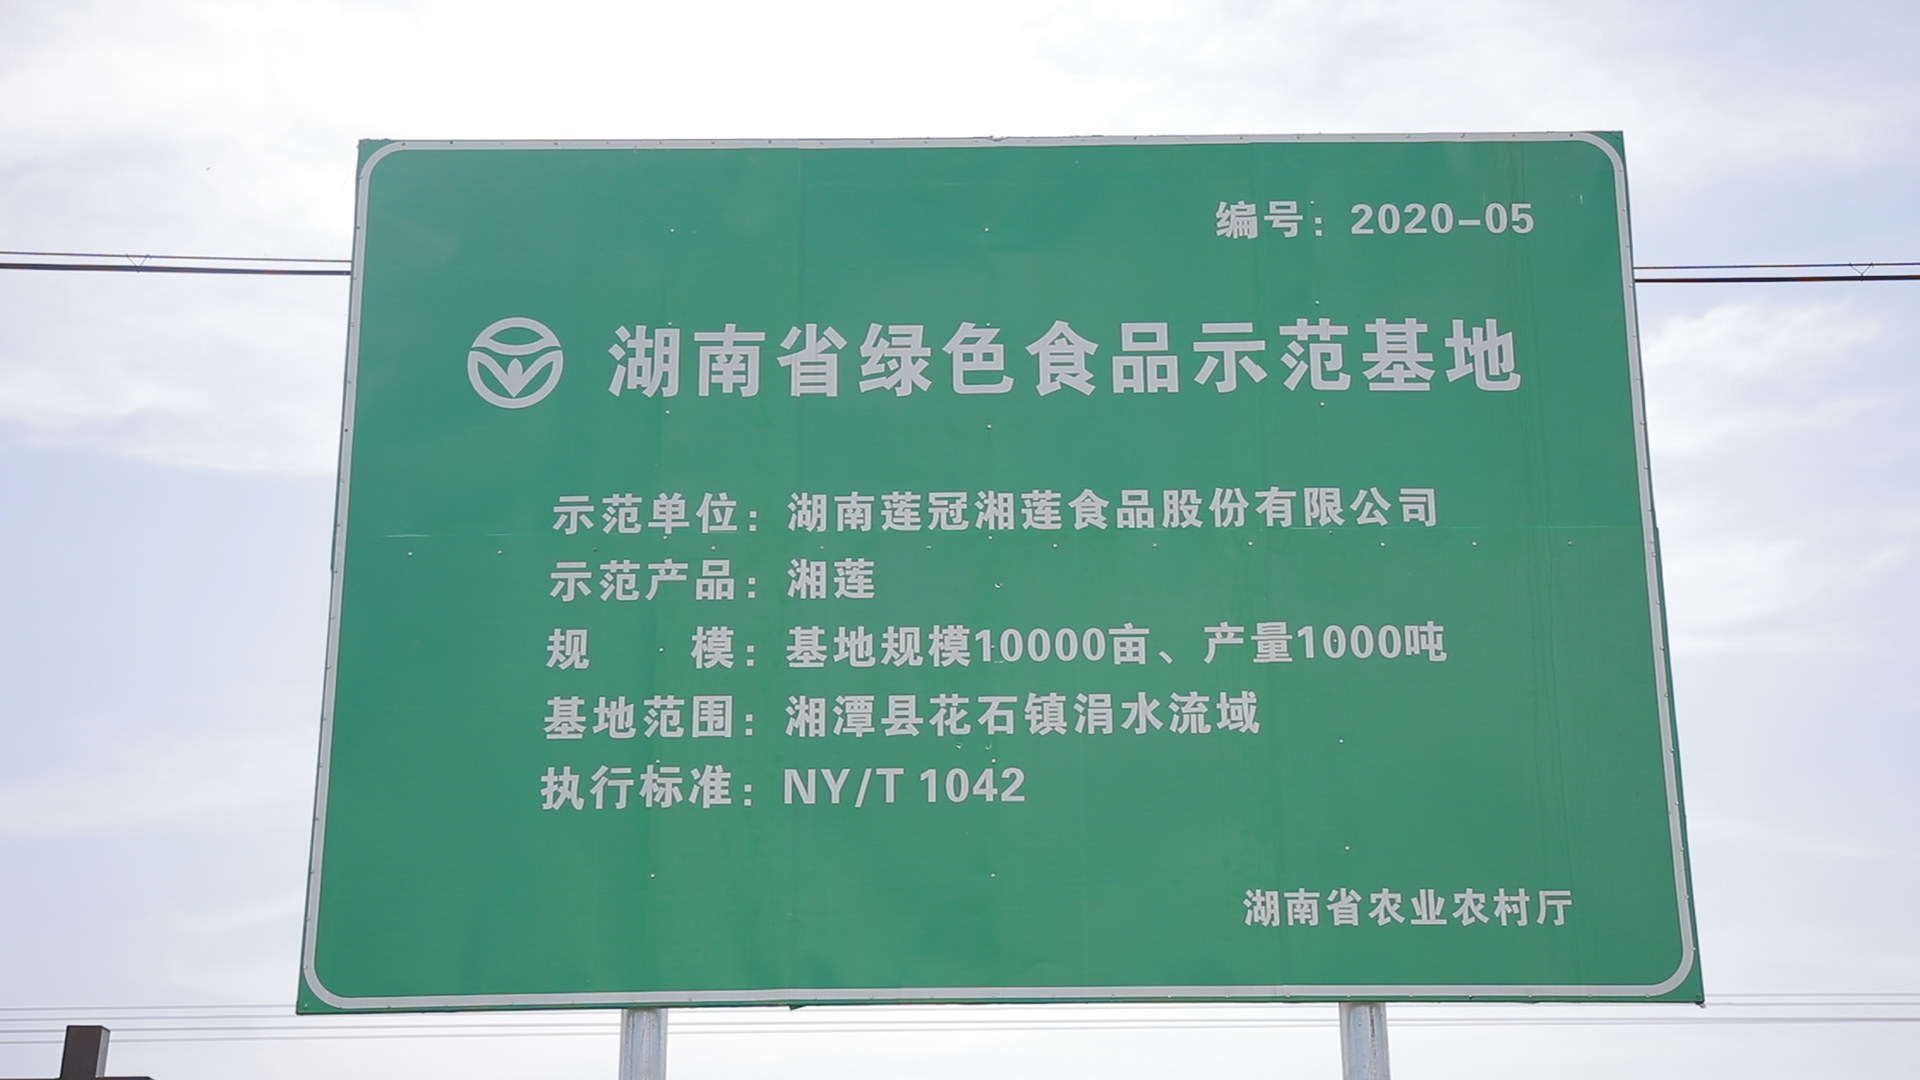 编号：2020-05
湖南省绿色食品示范基地
示范单位：湖南莲冠湘莲食品股份有限公司
示范产品：湘莲
规 模：基地规模10000亩、产量1000吨
基地范围：湘潭县花石镇涓水流域
执行标准：NY/T 1042
湖南省农业农村厅